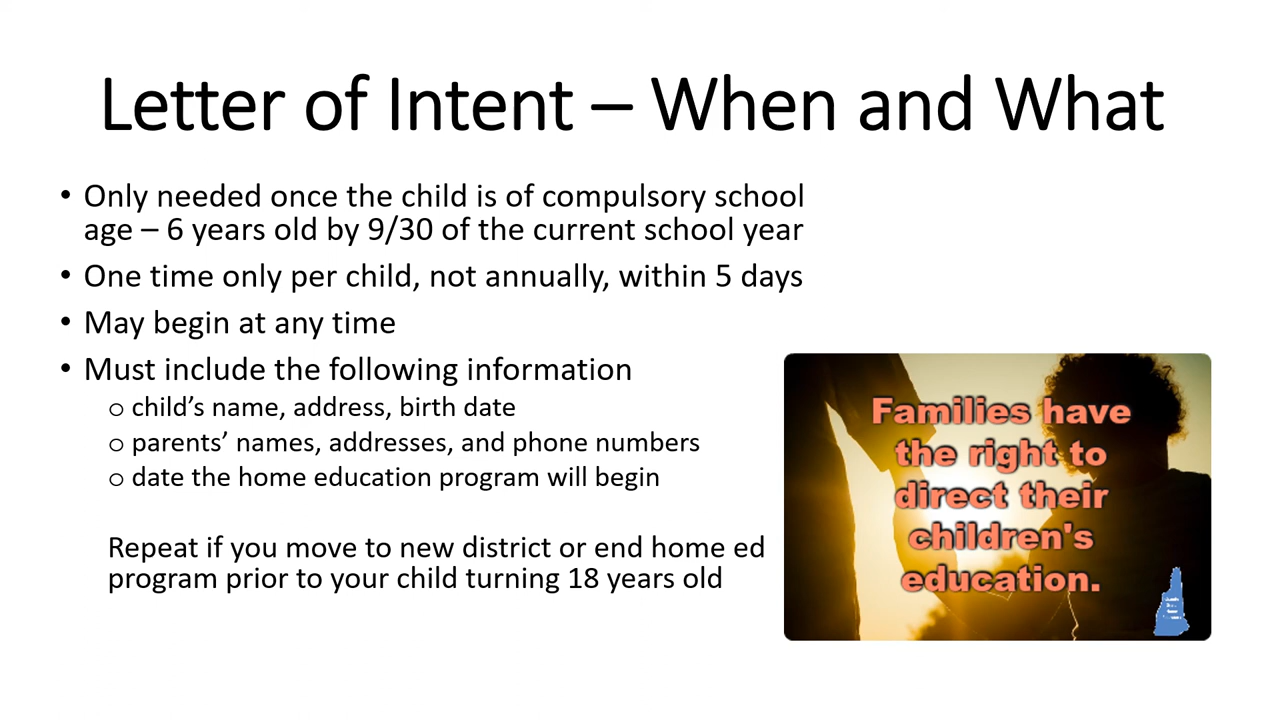 Letter of Intent – When and What
• Only needed once the child is of compulsory school
age – 6 years old by 9/30 of the current school year
• One time only per child, not annually, within 5 days
• May begin at any time
• Must include the following information
o child’s name, address, birth date
o parents’ names, addresses, and phone numbers
o date the home education program will begin
Repeat if you move to new district or end home ed
program prior to your child turning 18 years old
Families have
the right to
direct their
children's
education.